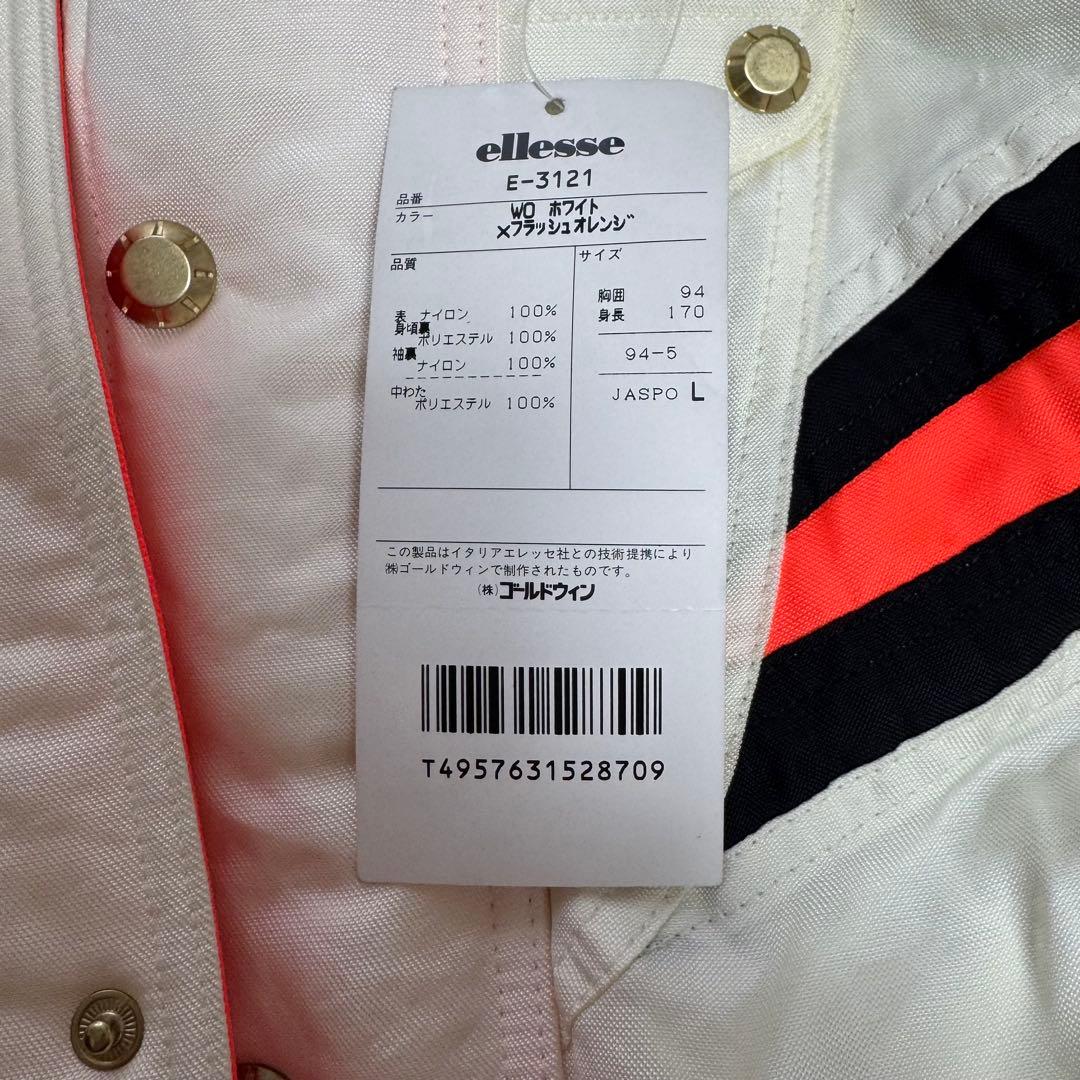 ellesse
品番 E-3121
カラー WO ホワイト
×フラッシュオレンジ
品質
表 ナイロン 100%
身頃裏 ポリエステル 100%
袖裏 ナイロン 100%
中わた ポリエステル 100%
サイズ
胸囲 94
身長 170
94-5
JASPO L
この製品はイタリアエレッセ社との技術提携により
㈱ゴールドウィンで制作されたものです。
(株)ゴールドウィン
T4957631528709